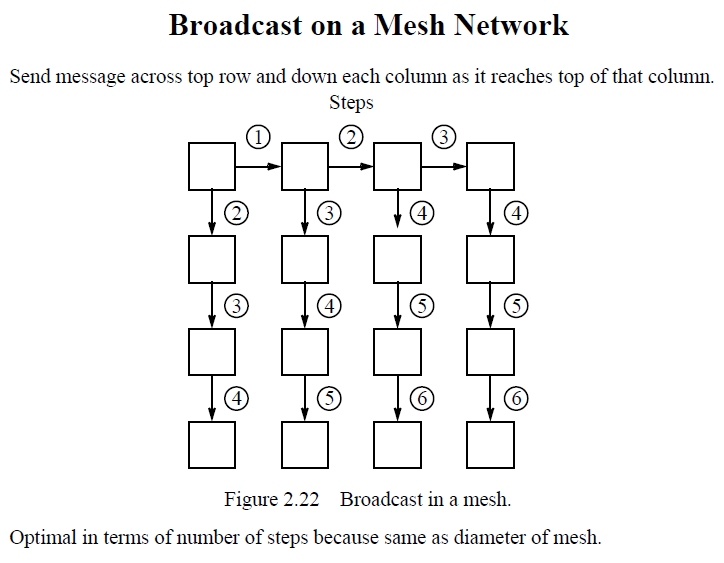 Broadcast on a Mesh Network
Send message across top row and down each column as it reaches top of that column.
Steps
1 2 3
2 3 4 4
3 4 5 5
4 5 6 6
Figure 2.22 Broadcast in a mesh.
Optimal in terms of number of steps because same as diameter of mesh.